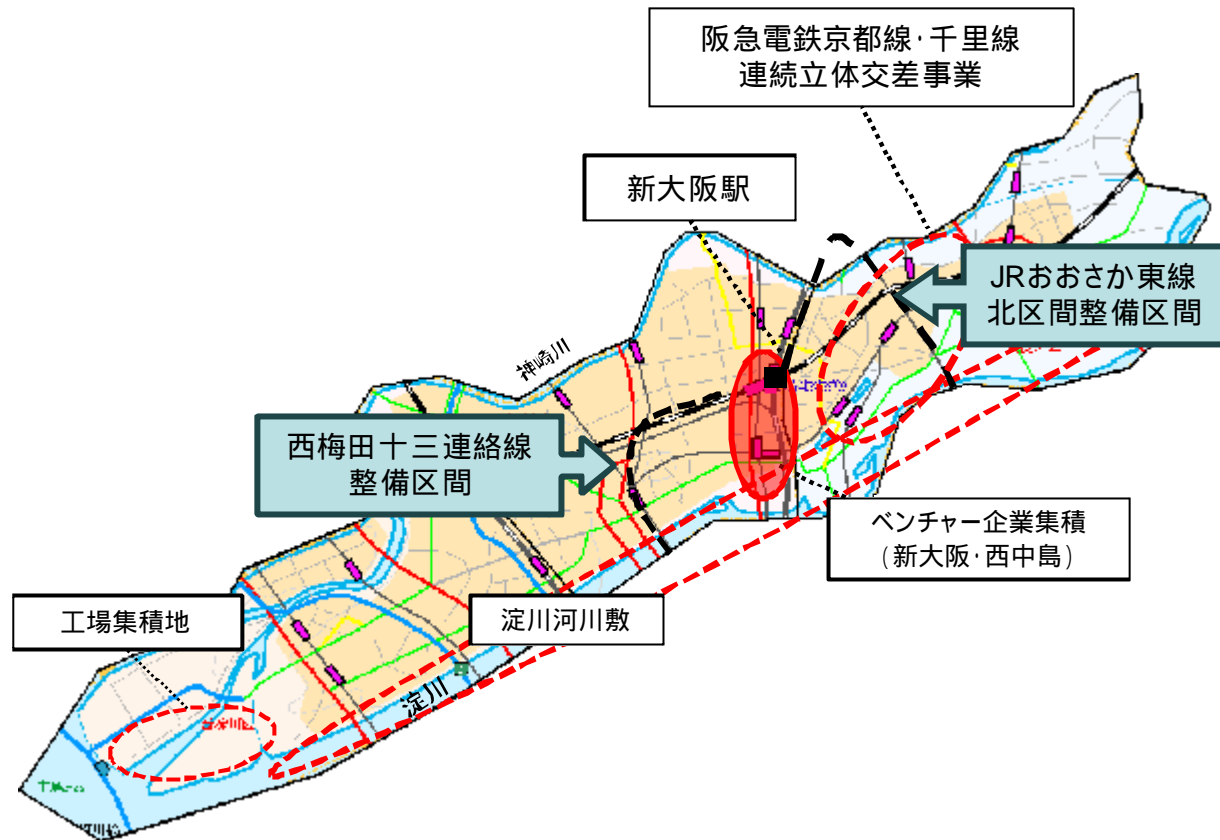 阪急電鉄京都線・千里線
連続立体交差事業
新大阪駅
JRおおさか東線
北区間整備区間
神崎川
西梅田十三連絡線
整備区間
ベンチャー企業集積
(新大阪・西中島)
工場集積地
淀川河川敷
淀川